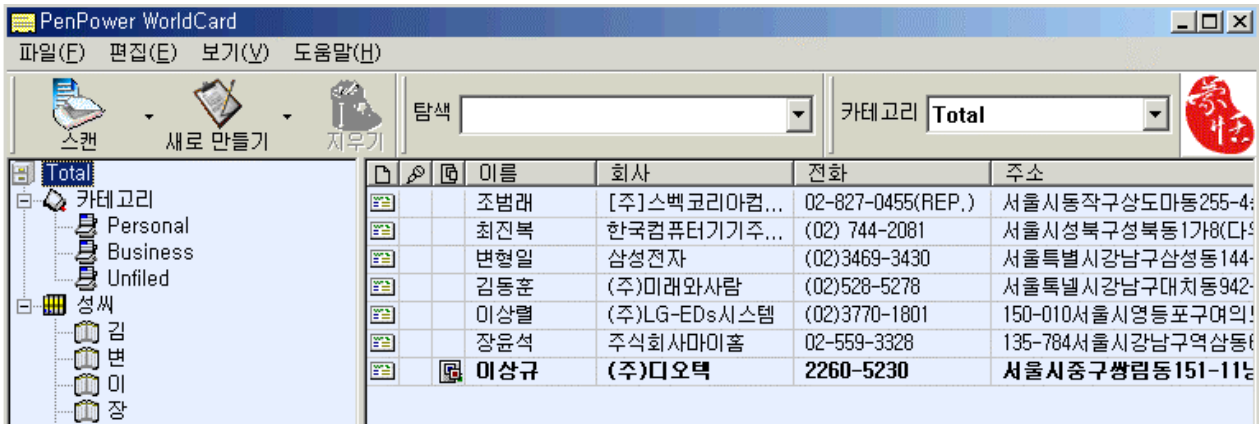 PenPower WorldCard
파일(F) 편집(E) 보기(V) 도움말(H)
스캔 새로 만들기 지우기 탐색 카테고리 Total
Total
카테고리
Personal
Business
Unfiled
성씨
김
변
이
장
이름 회사 전화 주소
조범래 [주]스벡코리아컴... 02-827-0455(REP.) 서울시동작구상도마동255-4
최진복 한국컴퓨터기기주... (02) 744-2081 서울시성북구성북동1가8(다
변형일 삼성전자 (02)3469-3430 서울특별시강남구삼성동144-
김동훈 (주)미래와사람 (02)528-5278 서울톡넬시강남구대치동942-
이상렬 (주)LG-EDs시스템 (02)3770-1801 150-010서울시영등포구여의
장윤석 주식회사마이홈 02-559-3328 135-784서울시강남구역삼동
이상규 (주)디오텍 2260-5230 서울시중구쌍림동151-11